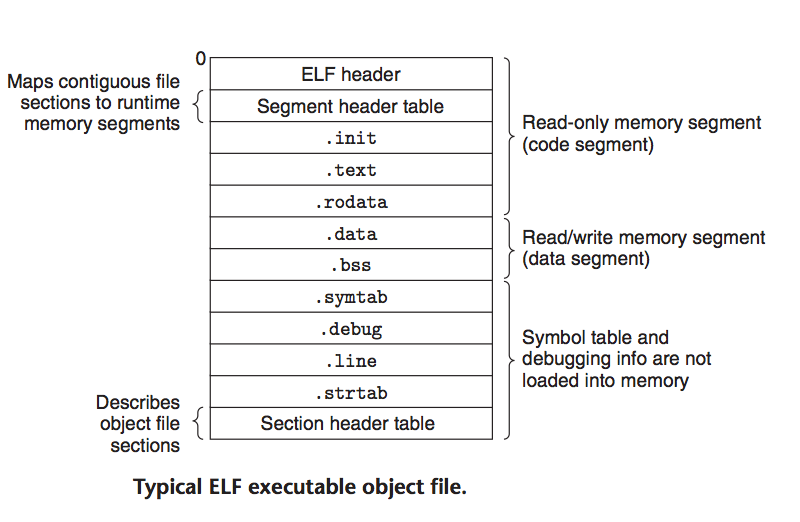 0
ELF header
Maps contiguous file
sections to runtime
memory segments
Segment header table
.init
.text
.rodata
Read-only memory segment
(code segment)
.data
.bss
Read/write memory segment
(data segment)
.symtab
.debug
.line
.strtab
Symbol table and
debugging info are not
loaded into memory
Describes
object file
sections
Section header table
Typical ELF executable object file.